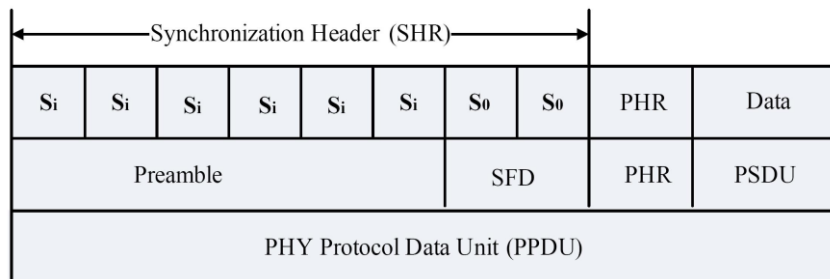 Synchronization Header (SHR)
Si Si Si Si Si Si S0 S0 PHR Data
Preamble SFD PHR PSDU
PHY Protocol Data Unit (PPDU)